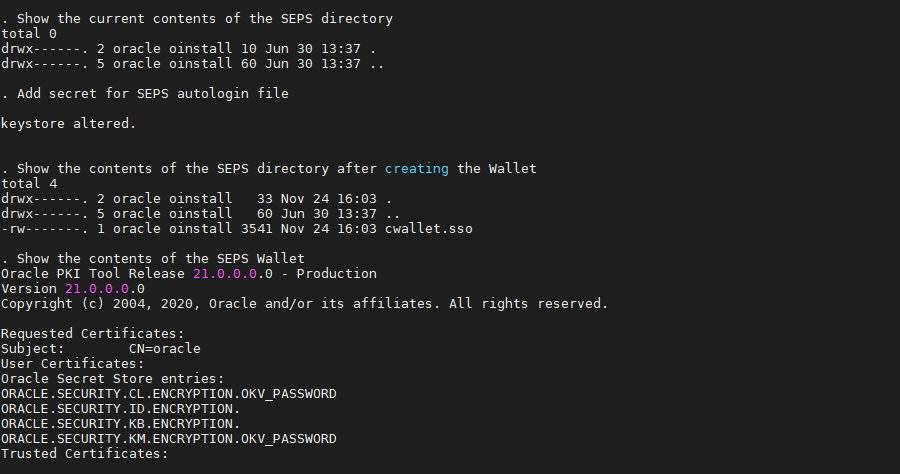 . Show the current contents of the SEPS directory
total 0
drwx------. 2 oracle oinstall 10 Jun 30 13:37 .
drwx------. 5 oracle oinstall 60 Jun 30 13:37 ..
. Add secret for SEPS autologin file
keystore altered.
. Show the contents of the SEPS directory after creating the Wallet
total 4
drwx------. 2 oracle oinstall   33 Nov 24 16:03 .
drwx------. 5 oracle oinstall   60 Jun 30 13:37 ..
-rw-------. 1 oracle oinstall 3541 Nov 24 16:03 cwallet.sso
. Show the contents of the SEPS Wallet
Oracle PKI Tool Release 21.0.0.0.0 - Production
Version 21.0.0.0.0
Copyright (c) 2004, 2020, Oracle and/or its affiliates. All rights reserved.
Requested Certificates:
Subject:        CN=oracle
User Certificates:
Oracle Secret Store entries:
ORACLE.SECURITY.CL.ENCRYPTION.OKV_PASSWORD
ORACLE.SECURITY.ID.ENCRYPTION.
ORACLE.SECURITY.KB.ENCRYPTION.
ORACLE.SECURITY.KM.ENCRYPTION.OKV_PASSWORD
Trusted Certificates: